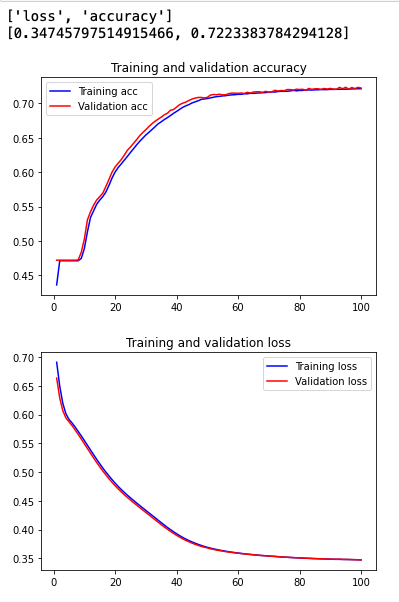 ['loss', 'accuracy']
[0.34745797514915466, 0.7223383784294128]
Training and validation accuracy
Training acc
Validation acc
0.70
0.65
0.60
0.55
0.50
0.45
0 20 40 60 80 100
Training and validation loss
Training loss
Validation loss
0.70
0.65
0.60
0.55
0.50
0.45
0.40
0.35
0 20 40 60 80 100